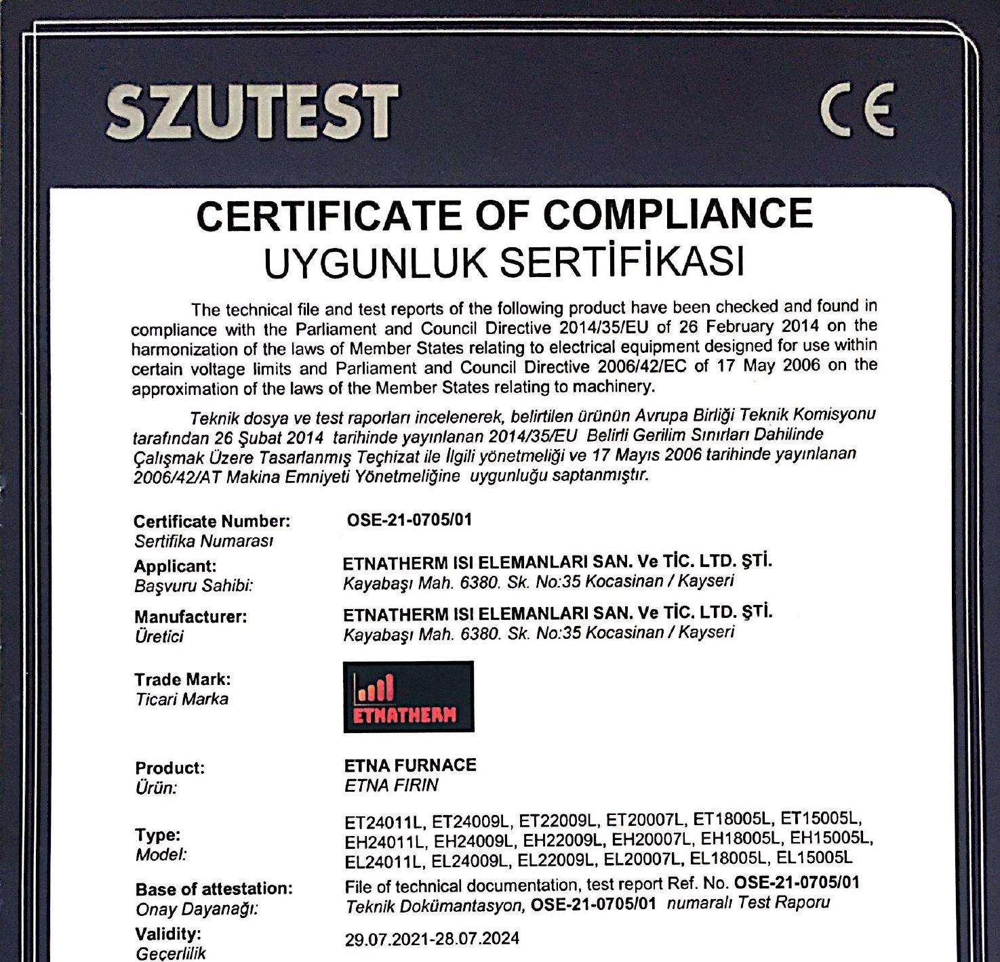 SZUTEST
CE
CERTIFICATE OF COMPLIANCE
UYGUNLUK SERTİFİKASI
The technical file and test reports of the following product have been checked and found in
compliance with the Parliament and Council Directive 2014/35/EU of 26 February 2014 on the
harmonization of the laws of Member States relating to electrical equipment designed for use within
certain voltage limits and Parliament and Council Directive 2006/42/EC of 17 May 2006 on the
approximation of the laws of the Member States relating to machinery.
Teknik dosya ve test raporları incelenerek, belirtilen ürünün Avrupa Birliği Teknik Komisyonu
tarafından 26 Şubat 2014 tarihinde yayınlanan 2014/35/EU Belirli Gerilim Sınırları Dahilinde
Çalışmak Üzere Tasarlanmış Teçhizat ile İlgili yönetmeliği ve 17 Mayıs 2006 tarihinde yayınlanan
2006/42/AT Makina Emniyeti Yönetmeliğine uygunluğu saptanmıştır.
Certificate Number: OSE-21-0705/01
Sertifika Numarası
Applicant: ETNATHERM ISI ELEMANLARI SAN. Ve TİC. LTD. ŞTİ.
Başvuru Sahibi: Kayabaşı Mah. 6380. Sk. No:35 Kocasinan / Kayseri
Manufacturer: ETNATHERM ISI ELEMANLARI SAN. Ve TİC. LTD. ŞTİ.
Üretici Kayabaşı Mah. 6380. Sk. No:35 Kocasinan / Kayseri
Trade Mark:
Ticari Marka
ETNATHERM
Product: ETNA FURNACE
Ürün: ETNA FIRIN
ET24011L, ET24009L, ET22009L, ET20007L, ET18005L, ET15005L,
Type: EH24011L, EH24009L, EH22009L, EH20007L, EH18005L, EH15005L,
Model: EL24011L, EL24009L, EL22009L, EL20007L, EL18005L, EL15005L
Base of attestation: File of technical documentation, test report Ref. No. OSE-21-0705/01
Onay Dayanağı: Teknik Dokümantasyon, OSE-21-0705/01 numaralı Test Raporu
Validity: 29.07.2021-28.07.2024
Geçerlilik